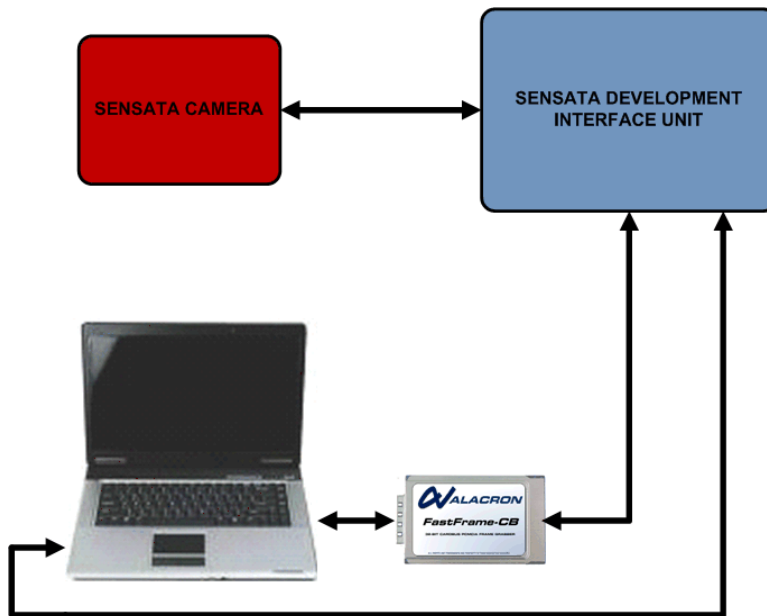 SENSATA CAMERA
SENSATA DEVELOPMENT
INTERFACE UNIT
ALACRON
FastFrame-CB